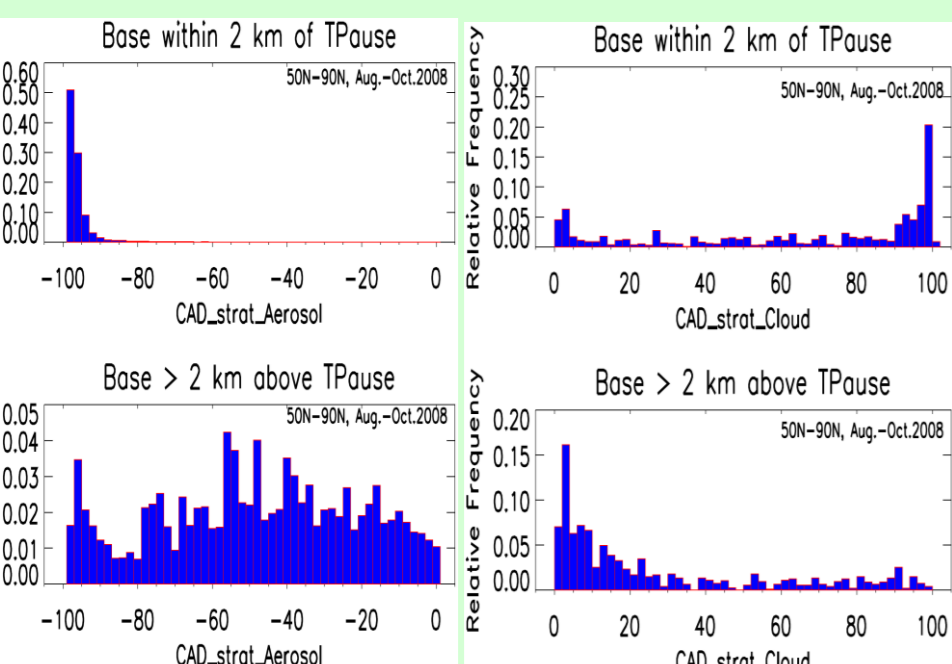 Base within 2 km of TPause
50N-90N, Aug.-Oct.2008
0.60
0.50
0.40
0.30
0.20
0.10
0.00
-100 -80 -60 -40 -20 0
CAD_strat_Aerosol
Base within 2 km of TPause
50N-90N, Aug.-Oct.2008
Relative Frequency
0.30
0.25
0.20
0.15
0.10
0.05
0.00
0 20 40 60 80 100
CAD_strat_Cloud
Base > 2 km above TPause
50N-90N, Aug.-Oct.2008
0.05
0.04
0.03
0.02
0.01
0.00
-100 -80 -60 -40 -20 0
CAD_strat_Aerosol
Base > 2 km above TPause
50N-90N, Aug.-Oct.2008
Relative Frequency
0.20
0.15
0.10
0.05
0.00
0 20 40 60 80 100
CAD_strat_Cloud